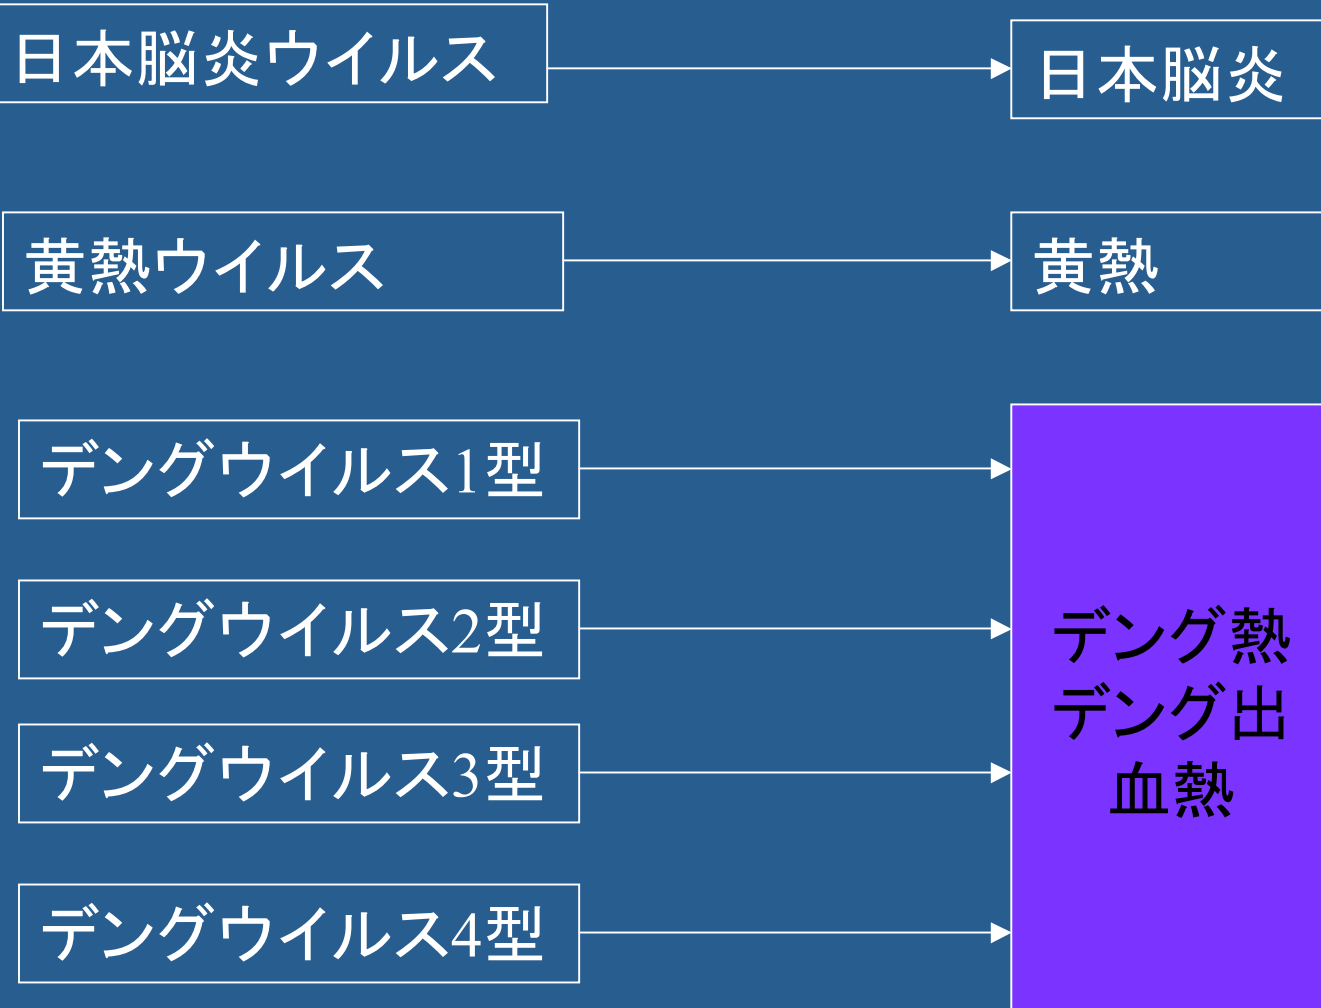 日本脳炎ウイルス
日本脳炎
黄熱ウイルス
黄熱
デングウイルス1型
デングウイルス2型
デングウイルス3型
デングウイルス4型
デング熱
デング出
血熱